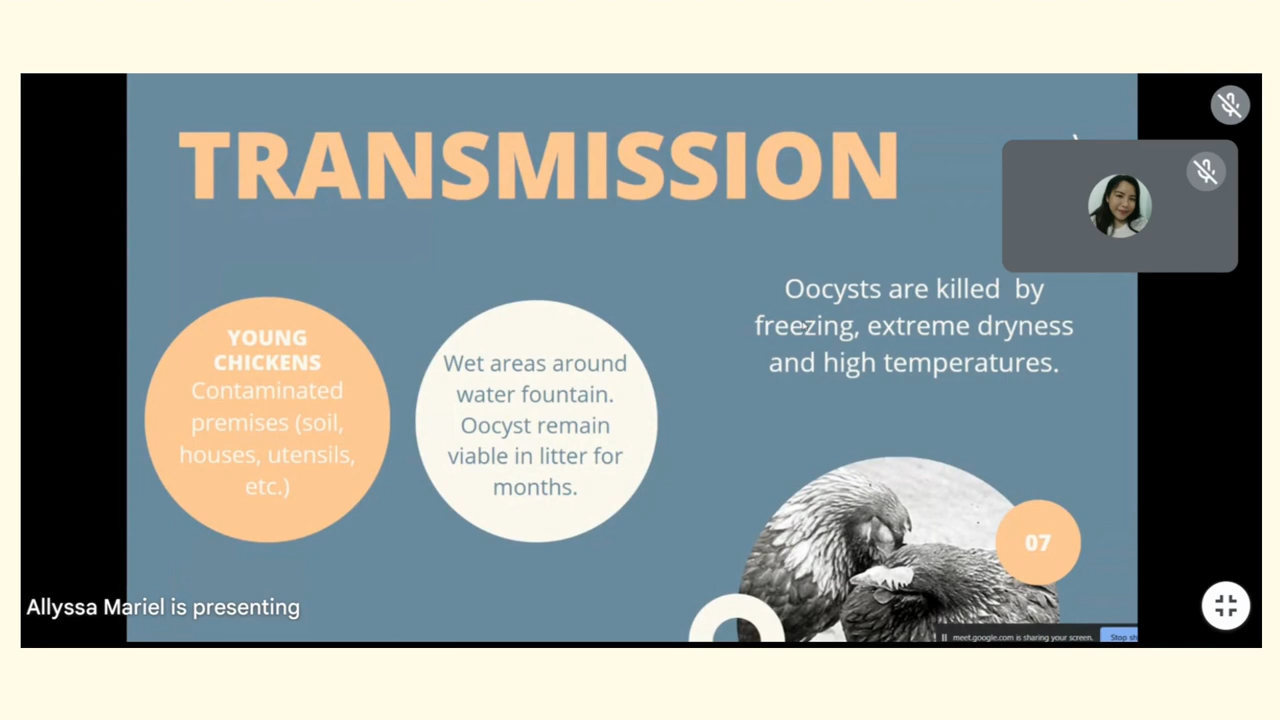 TRANSMISSION
YOUNG
CHICKENS
Contaminated
premises (soil,
houses, utensils,
etc.)
Wet areas around
water fountain.
Oocyst remain
viable in litter for
months.
Oocysts are killed by
freezing, extreme dryness
and high temperatures.
07
Allyssa Mariel is presenting
meet.google.com is sharing your screen.
Stop sh